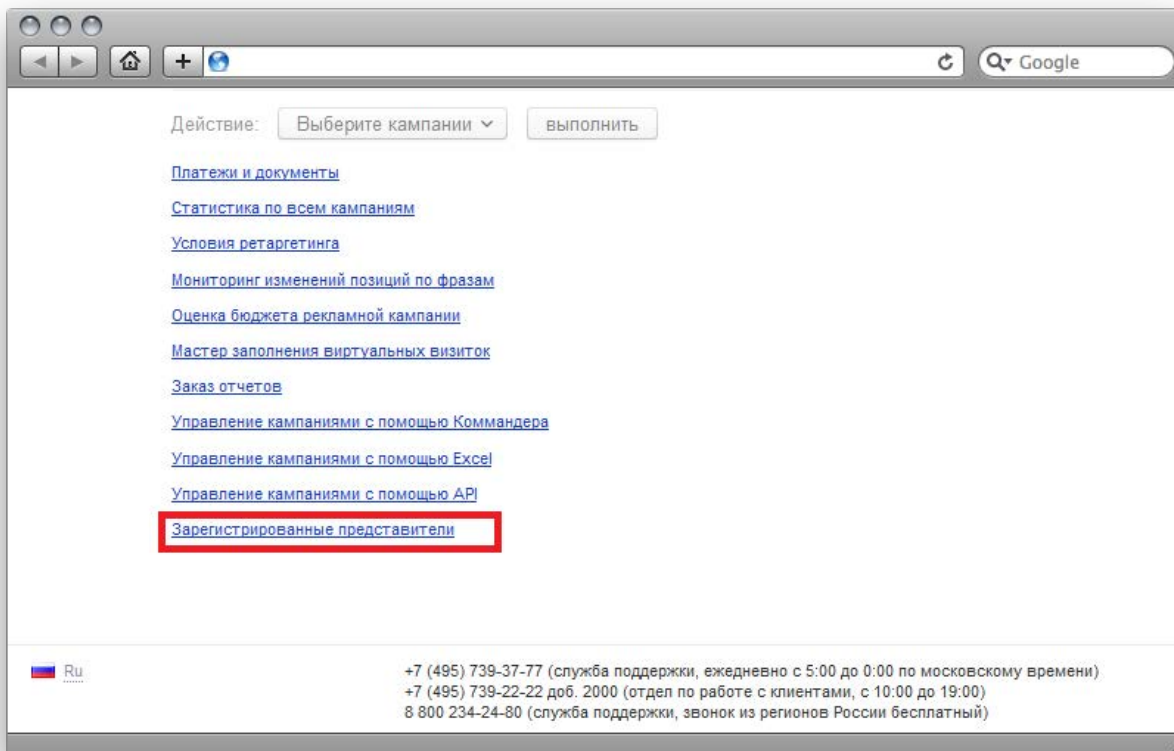 Google
Действие: Выберите кампании выполнить
Платежи и документы
Статистика по всем кампаниям
Условия ретаргетинга
Мониторинг изменений позиций по фразам
Оценка бюджета рекламной кампании
Мастер заполнения виртуальных визиток
Заказ отчетов
Управление кампаниями с помощью Коммандера
Управление кампаниями с помощью Excel
Управление кампаниями с помощью API
Зарегистрированные представители
Ru
+7 (495) 739-37-77 (служба поддержки, ежедневно с 5:00 до 0:00 по московскому времени)
+7 (495) 739-22-22 доб. 2000 (отдел по работе с клиентами, с 10:00 до 19:00)
8 800 234-24-80 (служба поддержки, звонок из регионов России бесплатный)